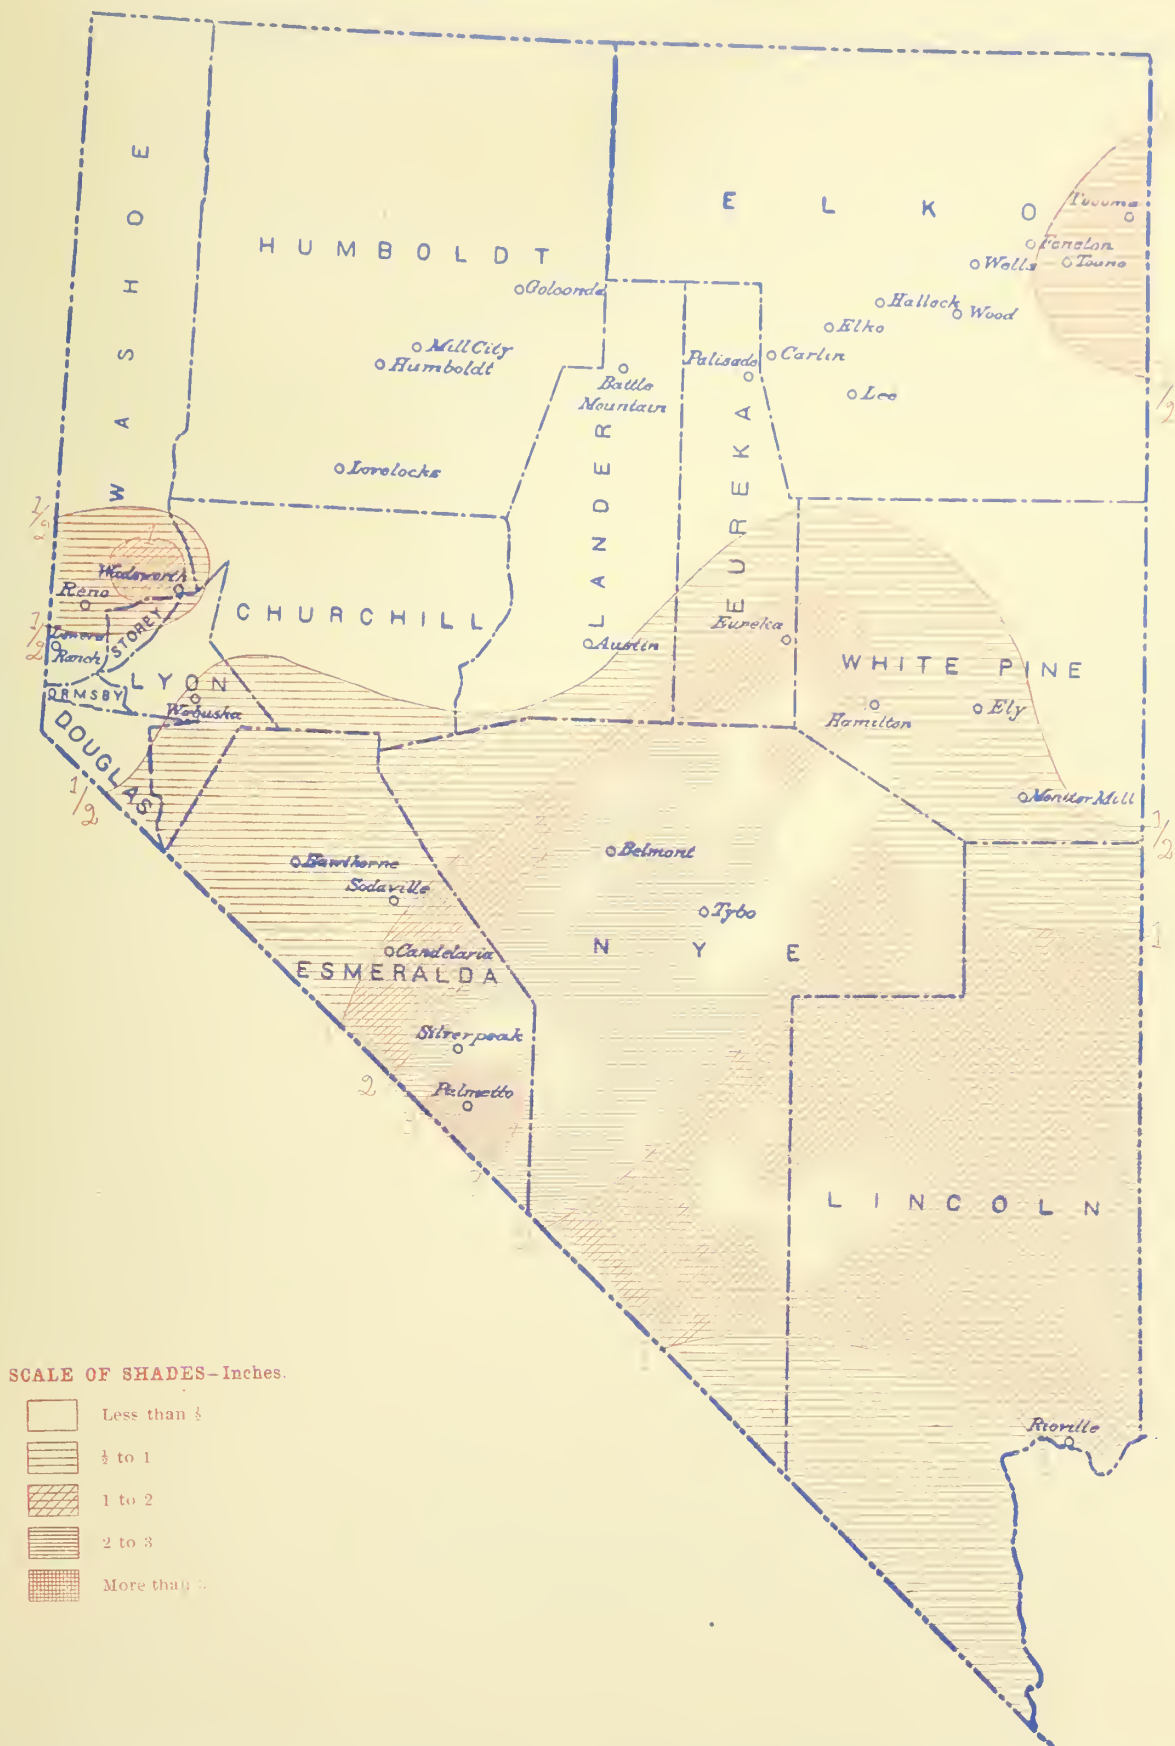 WASHOE
HUMBOLDT
ELKO
Tecoma
Fenelon
Wells
Toano
Golconda
Hallock
Wood
Elko
Mill City
Humboldt
Palisade
Carlin
Battle
Mountain
Lee
1/2
LANDER
EUREKA
Lovelocks
1/2
1
Wadsworth
Reno
STOREY
CHURCHILL
1/2
Ranch
Eureka
Austin
WHITE PINE
ORMSBY
LYON
Wabuska
Hamilton
Ely
DOUGLAS
1/2
Monitor Mill
1/2
Hawthorne
Belmont
Sodaville
Tybo
1
Candelaria
NYE
ESMERALDA
Silverpeak
2
Palmetto
LINCOLN
SCALE OF SHADES—Inches.
Less than ½
½ to 1
1 to 2
2 to 3
More than
Rioville